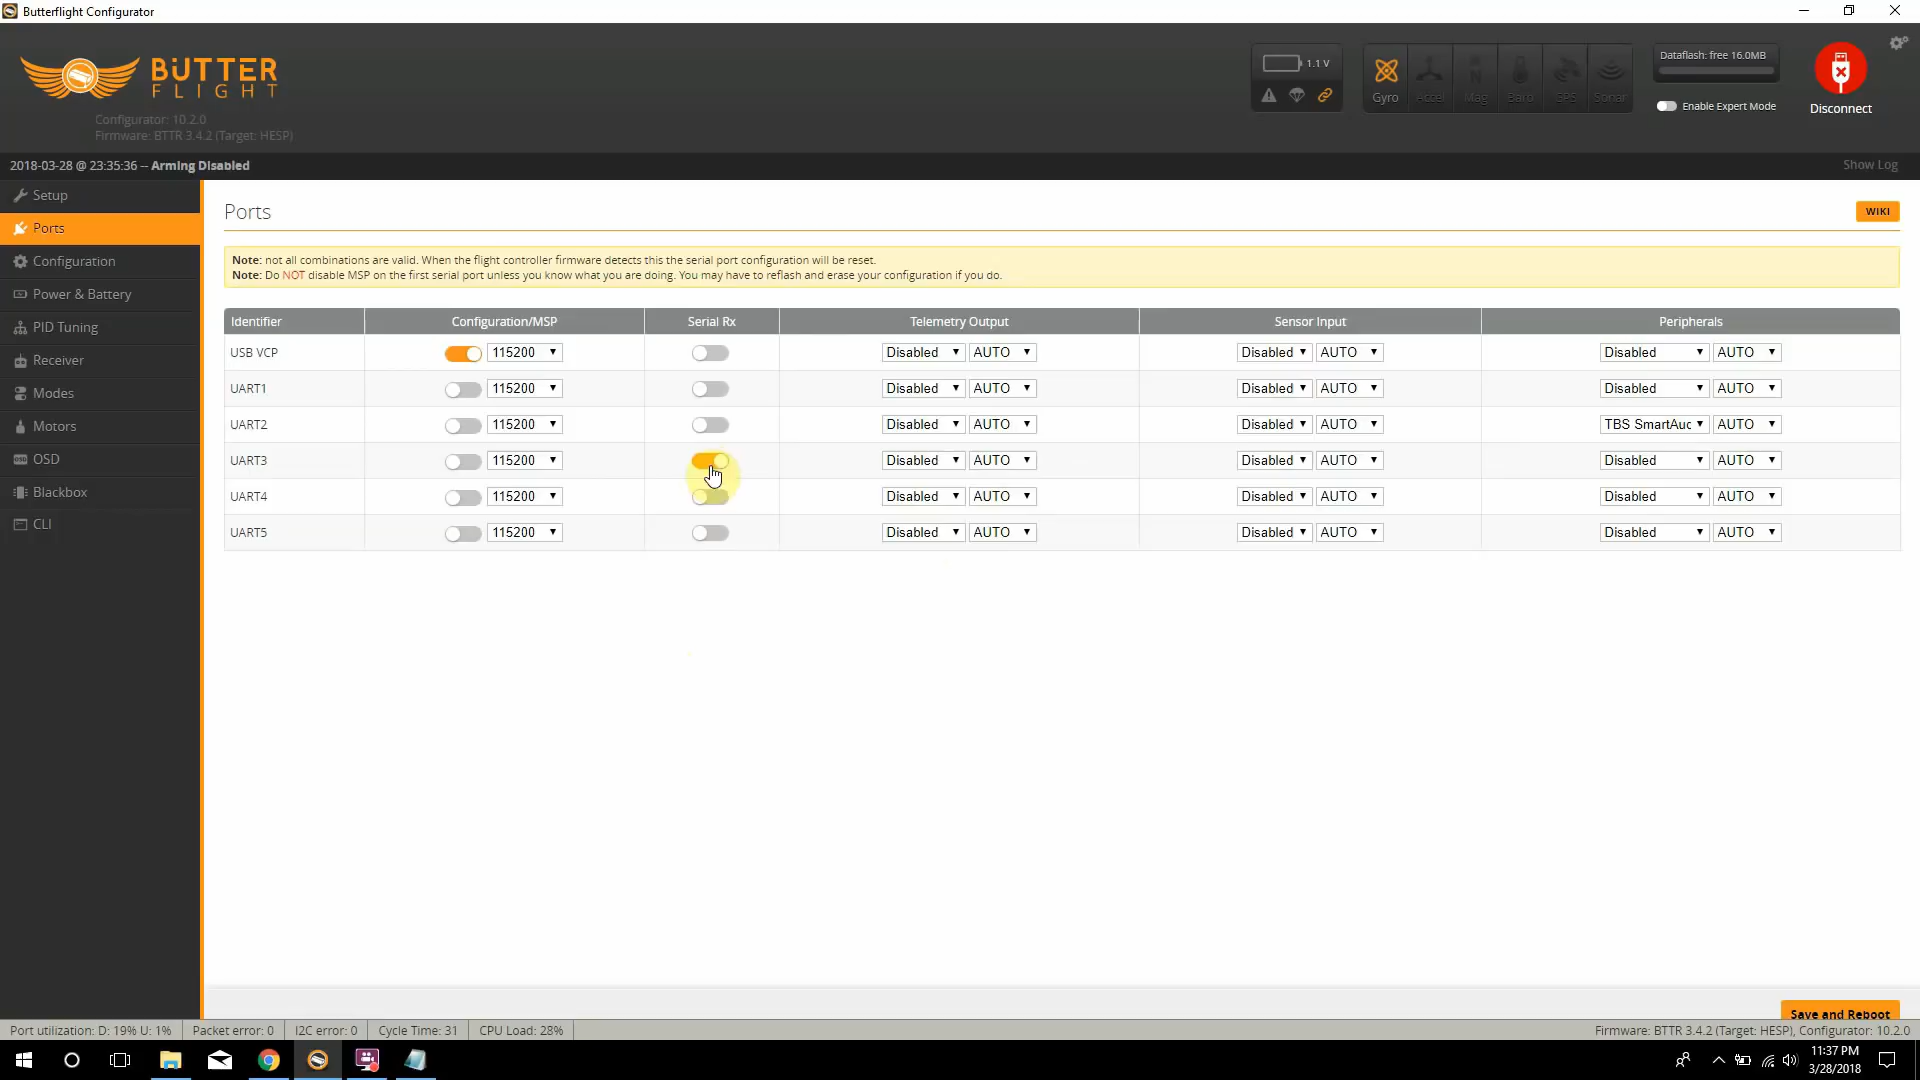 Butterflight Configurator
BUTTER
FLIGHT
Configurator: 10.2.0
Firmware: BTTR 3.4.2 (Target: HESP)
1.1 V
Gyro
Accel
Mag
Baro
GPS
Sonar
Dataflash: free 16.0MB
Enable Expert Mode
Disconnect
2018-03-28 @ 23:35:36 -- Arming Disabled
Show Log
Setup
Ports
Configuration
Power & Battery
PID Tuning
Receiver
Modes
Motors
OSD
Blackbox
CLI
Ports
WIKI
Note: not all combinations are valid. When the flight controller firmware detects this the serial port configuration will be reset.
Note: Do NOT disable MSP on the first serial port unless you know what you are doing. You may have to reflash and erase your configuration if you do.
Identifier Configuration/MSP Serial Rx Telemetry Output Sensor Input Peripherals
USB VCP 115200 Disabled AUTO Disabled AUTO Disabled AUTO
UART1 115200 Disabled AUTO Disabled AUTO Disabled AUTO
UART2 115200 Disabled AUTO Disabled AUTO TBS SmartAuc AUTO
UART3 115200 Disabled AUTO Disabled AUTO Disabled AUTO
UART4 115200 Disabled AUTO Disabled AUTO Disabled AUTO
UART5 115200 Disabled AUTO Disabled AUTO Disabled AUTO
Save and Reboot
Port utilization: D: 19% U: 1% Packet error: 0 I2C error: 0 Cycle Time: 31 CPU Load: 28% Firmware: BTTR 3.4.2 (Target: HESP), Configurator: 10.2.0
11:37 PM
3/28/2018